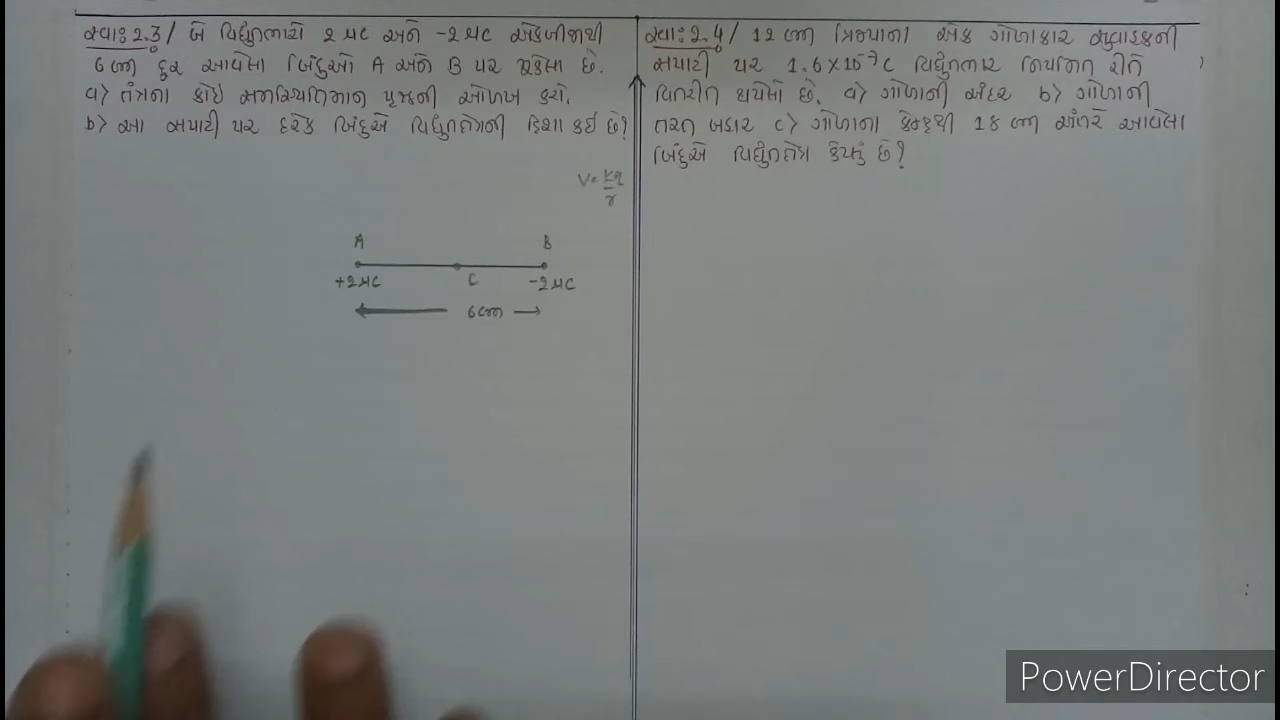 સ્વા: 2.3/ બે વિદ્યુતભારો 2 μC અને -2 μC એકબીજાથી
6 cm દુર આવેલા બિંદુઓ A અને B પર મૂકેલા છે.
a> તંત્રના કોઇ સમસ્થિતિમાન પૃષ્ઠની ઓળખ કરો.
b> આ સપાટી પર દરેક બિંદુએ વિદ્યુતક્ષેત્રની દિશા કઇ છે?
V = kq/r
A B
+2 μC C -2 μC
6 cm
સ્વા: 2.4/ 12 cm ત્રિજ્યાના એક ગોળાકાર સુવાહકની
સપાટી પર 1.6×10⁻⁷ C વિદ્યુતભાર નિયમિત રીતે
વિતરીત થયેલો છે. a> ગોળાની અંદર b> ગોળાની
તરત બહાર c> ગોળાના કેન્દ્રથી 18 cm અંતરે આવેલા
બિંદુએ વિદ્યુતક્ષેત્ર કેટલું છે?
PowerDirector